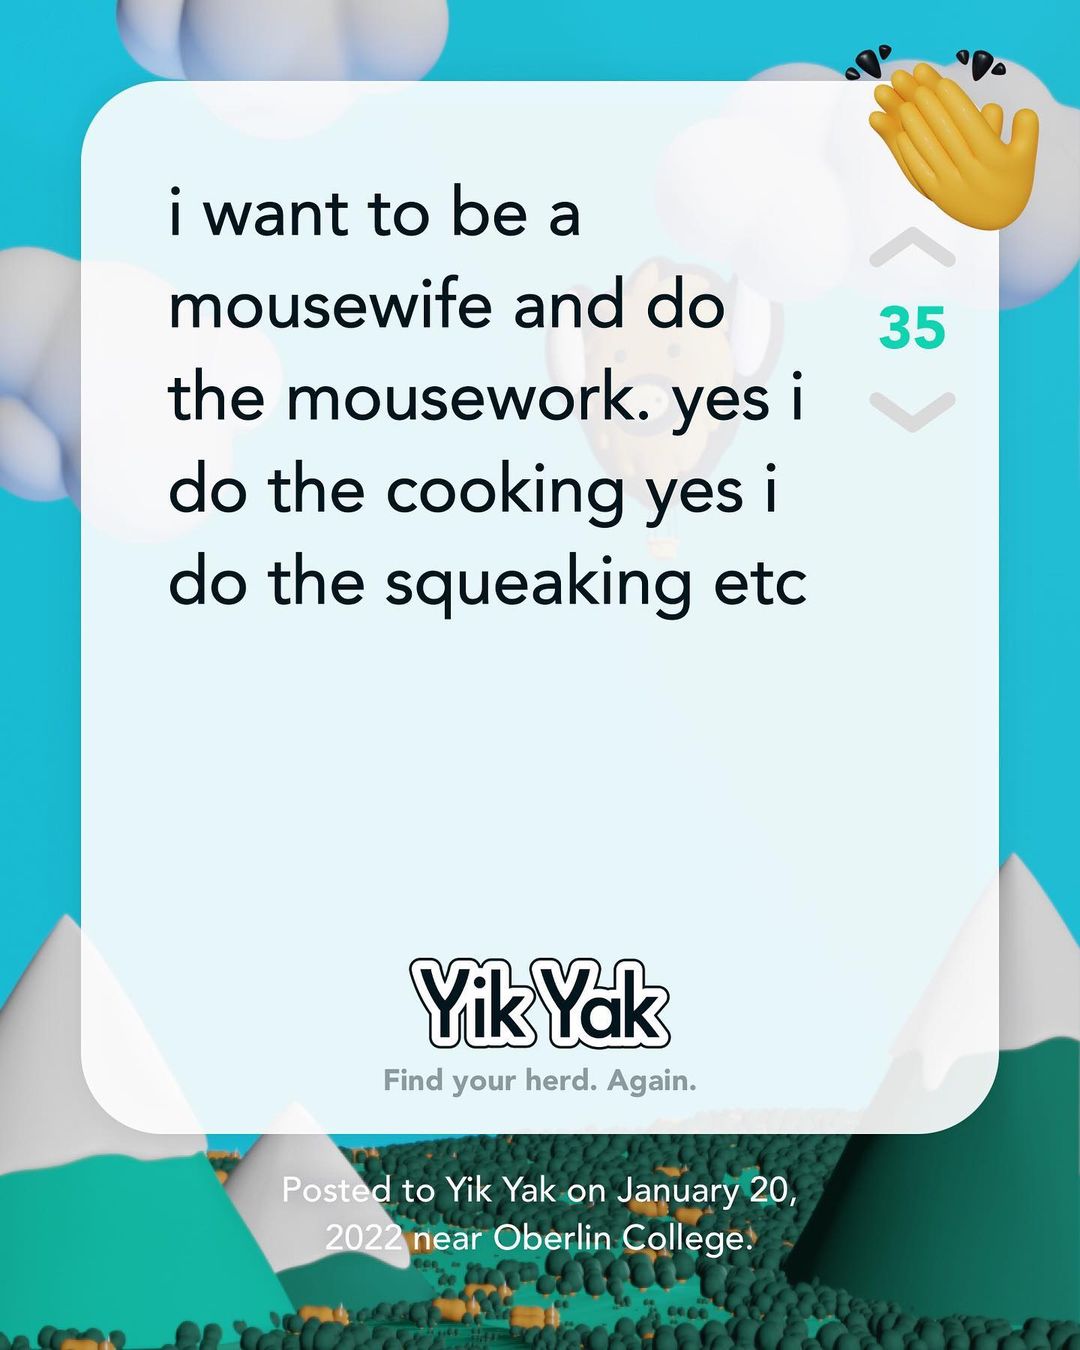 i want to be a
mousewife and do
the mousework. yes i
do the cooking yes i
do the squeaking etc
35
Yik Yak
Find your herd. Again.
Posted to Yik Yak on January 20,
2022 near Oberlin College.